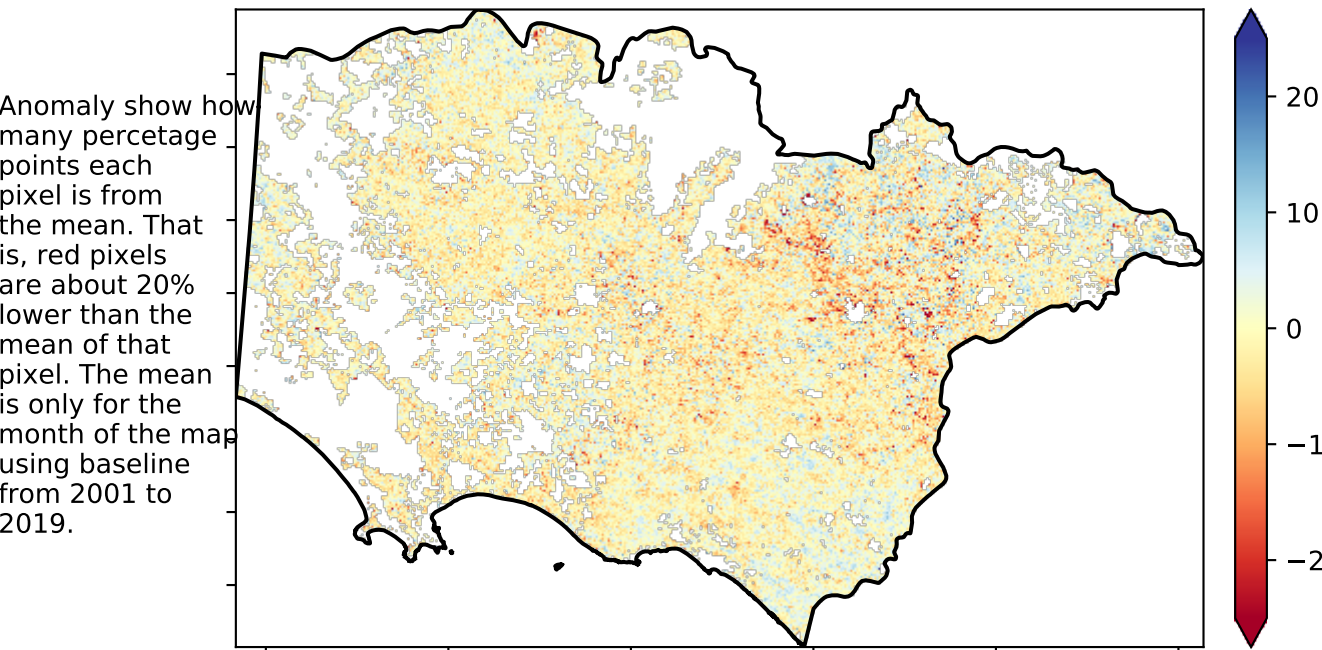 Anomaly show how
many percetage
points each
pixel is from
the mean. That
is, red pixels
are about 20%
lower than the
mean of that
pixel. The mean
is only for the
month of the map
using baseline
from 2001 to
2019.
20
10
0
−1
−2